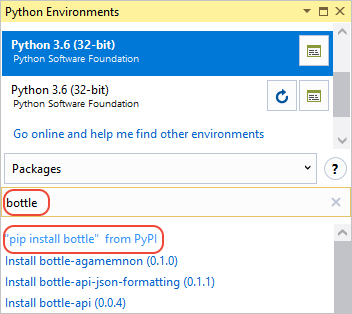 Python Environments
Python 3.6 (32-bit)
Python Software Foundation
Python 3.6 (32-bit)
Python Software Foundation
Go online and help me find other environments
Packages
?
bottle
"pip install bottle" from PyPI
Install bottle-agamemnon (0.1.0)
Install bottle-api-json-formatting (0.1.1)
Install bottle-api (0.0.4)